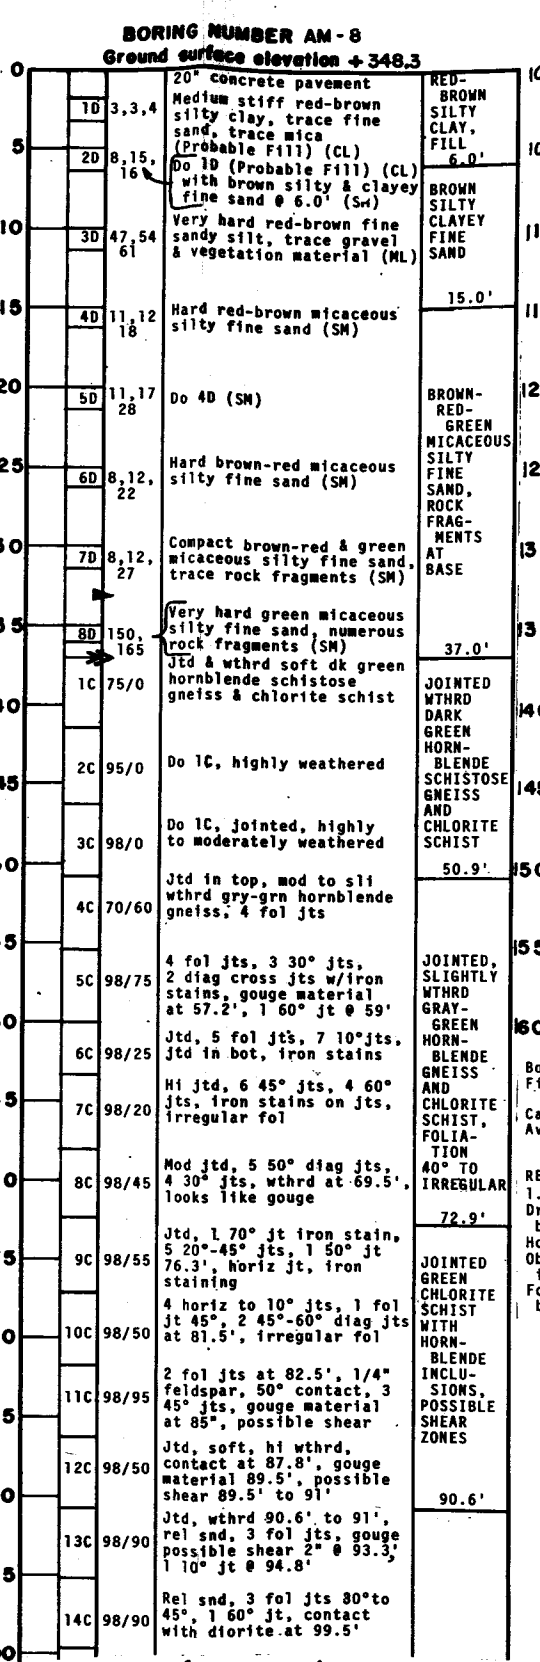 BORING NUMBER AM-8
Ground surface elevation + 348.3
0
1D 3,3,4
20" concrete pavement
Medium stiff red-brown
silty clay, trace fine
sand, trace mica
(Probable Fill) (CL)
RED-
BROWN
SILTY
CLAY,
FILL
6.0'
5
2D 8,15,
16
Do 1D (Probable Fill) (CL)
with brown silty & clayey
fine sand @ 6.0' (SM)
BROWN
SILTY
CLAYEY
FINE
SAND
15.0'
10
3D 47,54
61
Very hard red-brown fine
sandy silt, trace gravel
& vegetation material (ML)
15
4D 11,12
18
Hard red-brown micaceous
silty fine sand (SM)
20
5D 11,17
28
Do 4D (SM)
BROWN-
RED-
GREEN
MICACEOUS
SILTY
FINE
SAND,
ROCK
FRAG-
MENTS
AT
BASE
37.0'
25
6D 8,12,
22
Hard brown-red micaceous
silty fine sand (SM)
30
7D 8,12,
27
Compact brown-red & green
micaceous silty fine sand,
trace rock fragments (SM)
35
8D 150,
165
Very hard green micaceous
silty fine sand, numerous
rock fragments (SM)
1C 75/0
Jtd & wthrd soft dk green
hornblende schistose
gneiss & chlorite schist
JOINTED
WTHRD
DARK
GREEN
HORN-
BLENDE
SCHISTOSE
GNEISS
AND
CHLORITE
SCHIST
50.9'
40
2C 95/0
Do 1C, highly weathered
45
3C 98/0
Do 1C, jointed, highly
to moderately weathered
50
4C 70/60
Jtd in top, mod to sli
wthrd gry-grn hornblende
gneiss, 4 fol jts
55
5C 98/75
4 fol jts, 3 30° jts,
2 diag cross jts w/iron
stains, gouge material
at 57.2', 1 60° jt @ 59'
JOINTED,
SLIGHTLY
WTHRD
GRAY-
GREEN
HORN-
BLENDE
GNEISS
AND
CHLORITE
SCHIST,
FOLIA-
TION
40° TO
IRREGULAR
72.9'
60
6C 98/25
Jtd, 5 fol jts, 7 10°jts,
jtd in bot, iron stains
65
7C 98/20
Hi jtd, 6 45° jts, 4 60°
jts, iron stains on jts,
irregular fol
70
8C 98/45
Mod jtd, 5 50° diag jts,
4 30° jts, wthrd at 69.5',
looks like gouge
75
9C 98/55
Jtd, 1 70° jt iron stain,
5 20°-45° jts, 1 50° jt
76.3', horiz jt, iron
staining
JOINTED
GREEN
CHLORITE
SCHIST
WITH
HORN-
BLENDE
INCLU-
SIONS,
POSSIBLE
SHEAR
ZONES
90.6'
80
10C 98/50
4 horiz to 10° jts, 1 fol
jt 45°, 2 45°-60° diag jts
at 81.5', irregular fol
85
11C 98/95
2 fol jts at 82.5', 1/4"
feldspar, 50° contact, 3
45° jts, gouge material
at 85", possible shear
12C 98/50
Jtd, soft, hi wthrd,
contact at 87.8', gouge
material 89.5', possible
shear 89.5' to 91'
90
13C 98/90
Jtd, wthrd 90.6' to 91',
rel snd, 3 fol jts, gouge
possible shear 2" @ 93.3,'
1 10° jt @ 94.8'
95
14C 98/90
Rel snd, 3 fol jts 30°to
45°, 1 60° jt, contact
with diorite at 99.5'